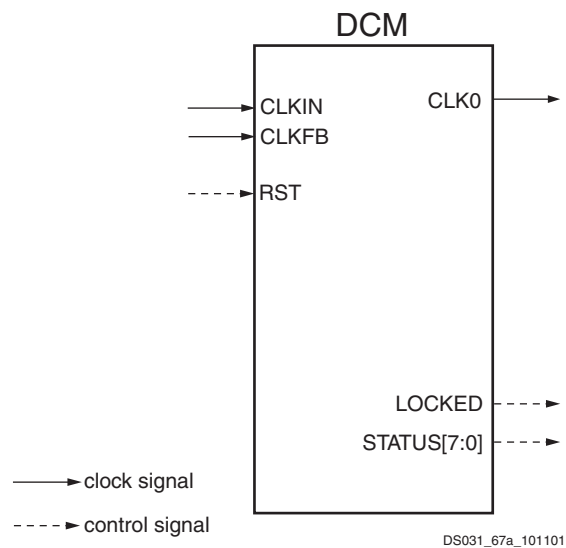 DCM
CLKIN
CLK0
CLKFB
RST
LOCKED
STATUS[7:0]
clock signal
control signal
DS031_67a_101101